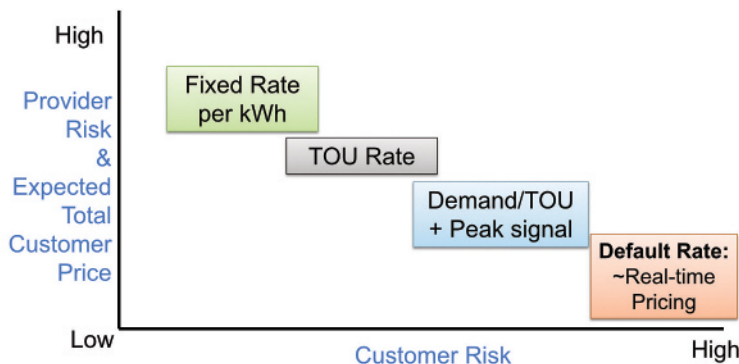 High
Provider
Risk
&
Expected
Total
Customer
Price
Fixed Rate
per kWh
TOU Rate
Demand/TOU
+ Peak signal
Default Rate:
~Real-time
Pricing
Low
Customer Risk
High